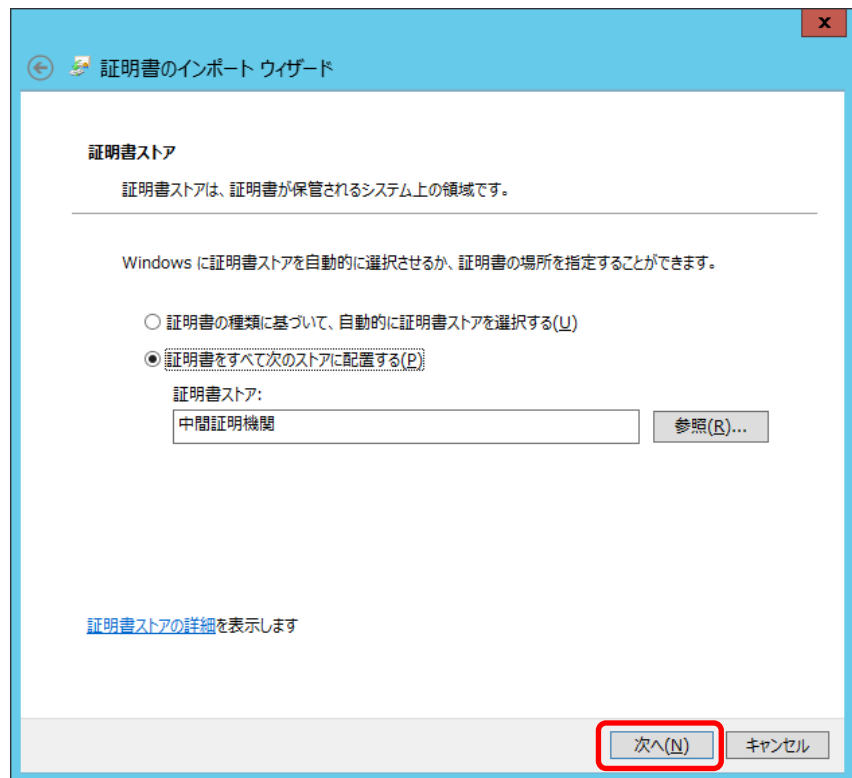 x
証明書のインポート ウィザード
証明書ストア
証明書ストアは、証明書が保管されるシステム上の領域です。
Windows に証明書ストアを自動的に選択させるか、証明書の場所を指定することができます。
証明書の種類に基づいて、自動的に証明書ストアを選択する(U)
証明書をすべて次のストアに配置する(P)
証明書ストア:
中間証明機関
参照(R)...
証明書ストアの詳細を表示します
次へ(N) キャンセル